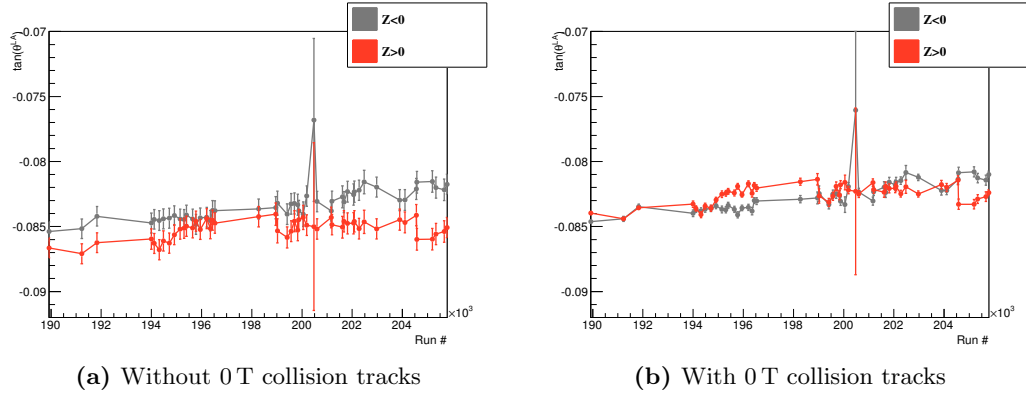 tan(θ^LA)
-0.07
-0.075
-0.08
-0.085
-0.09
190 192 194 196 198 200 202 204
×10³
Run #
Z<0
Z>0
(a) Without 0 T collision tracks
tan(θ^LA)
-0.07
-0.075
-0.08
-0.085
-0.09
190 192 194 196 198 200 202 204
×10³
Run #
Z<0
Z>0
(b) With 0 T collision tracks